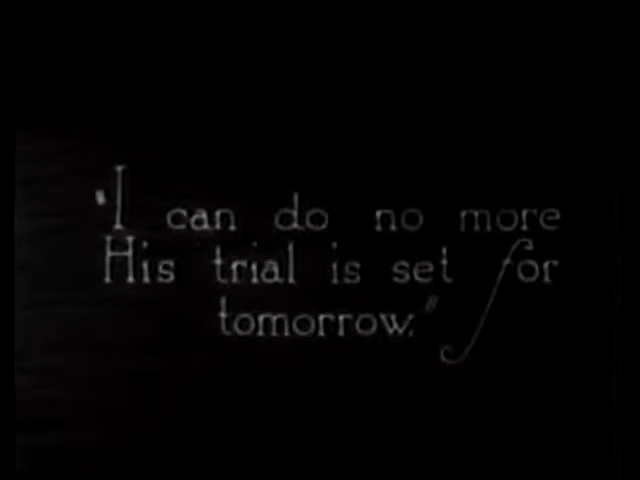 "I can do no more
His trial is set for
tomorrow."